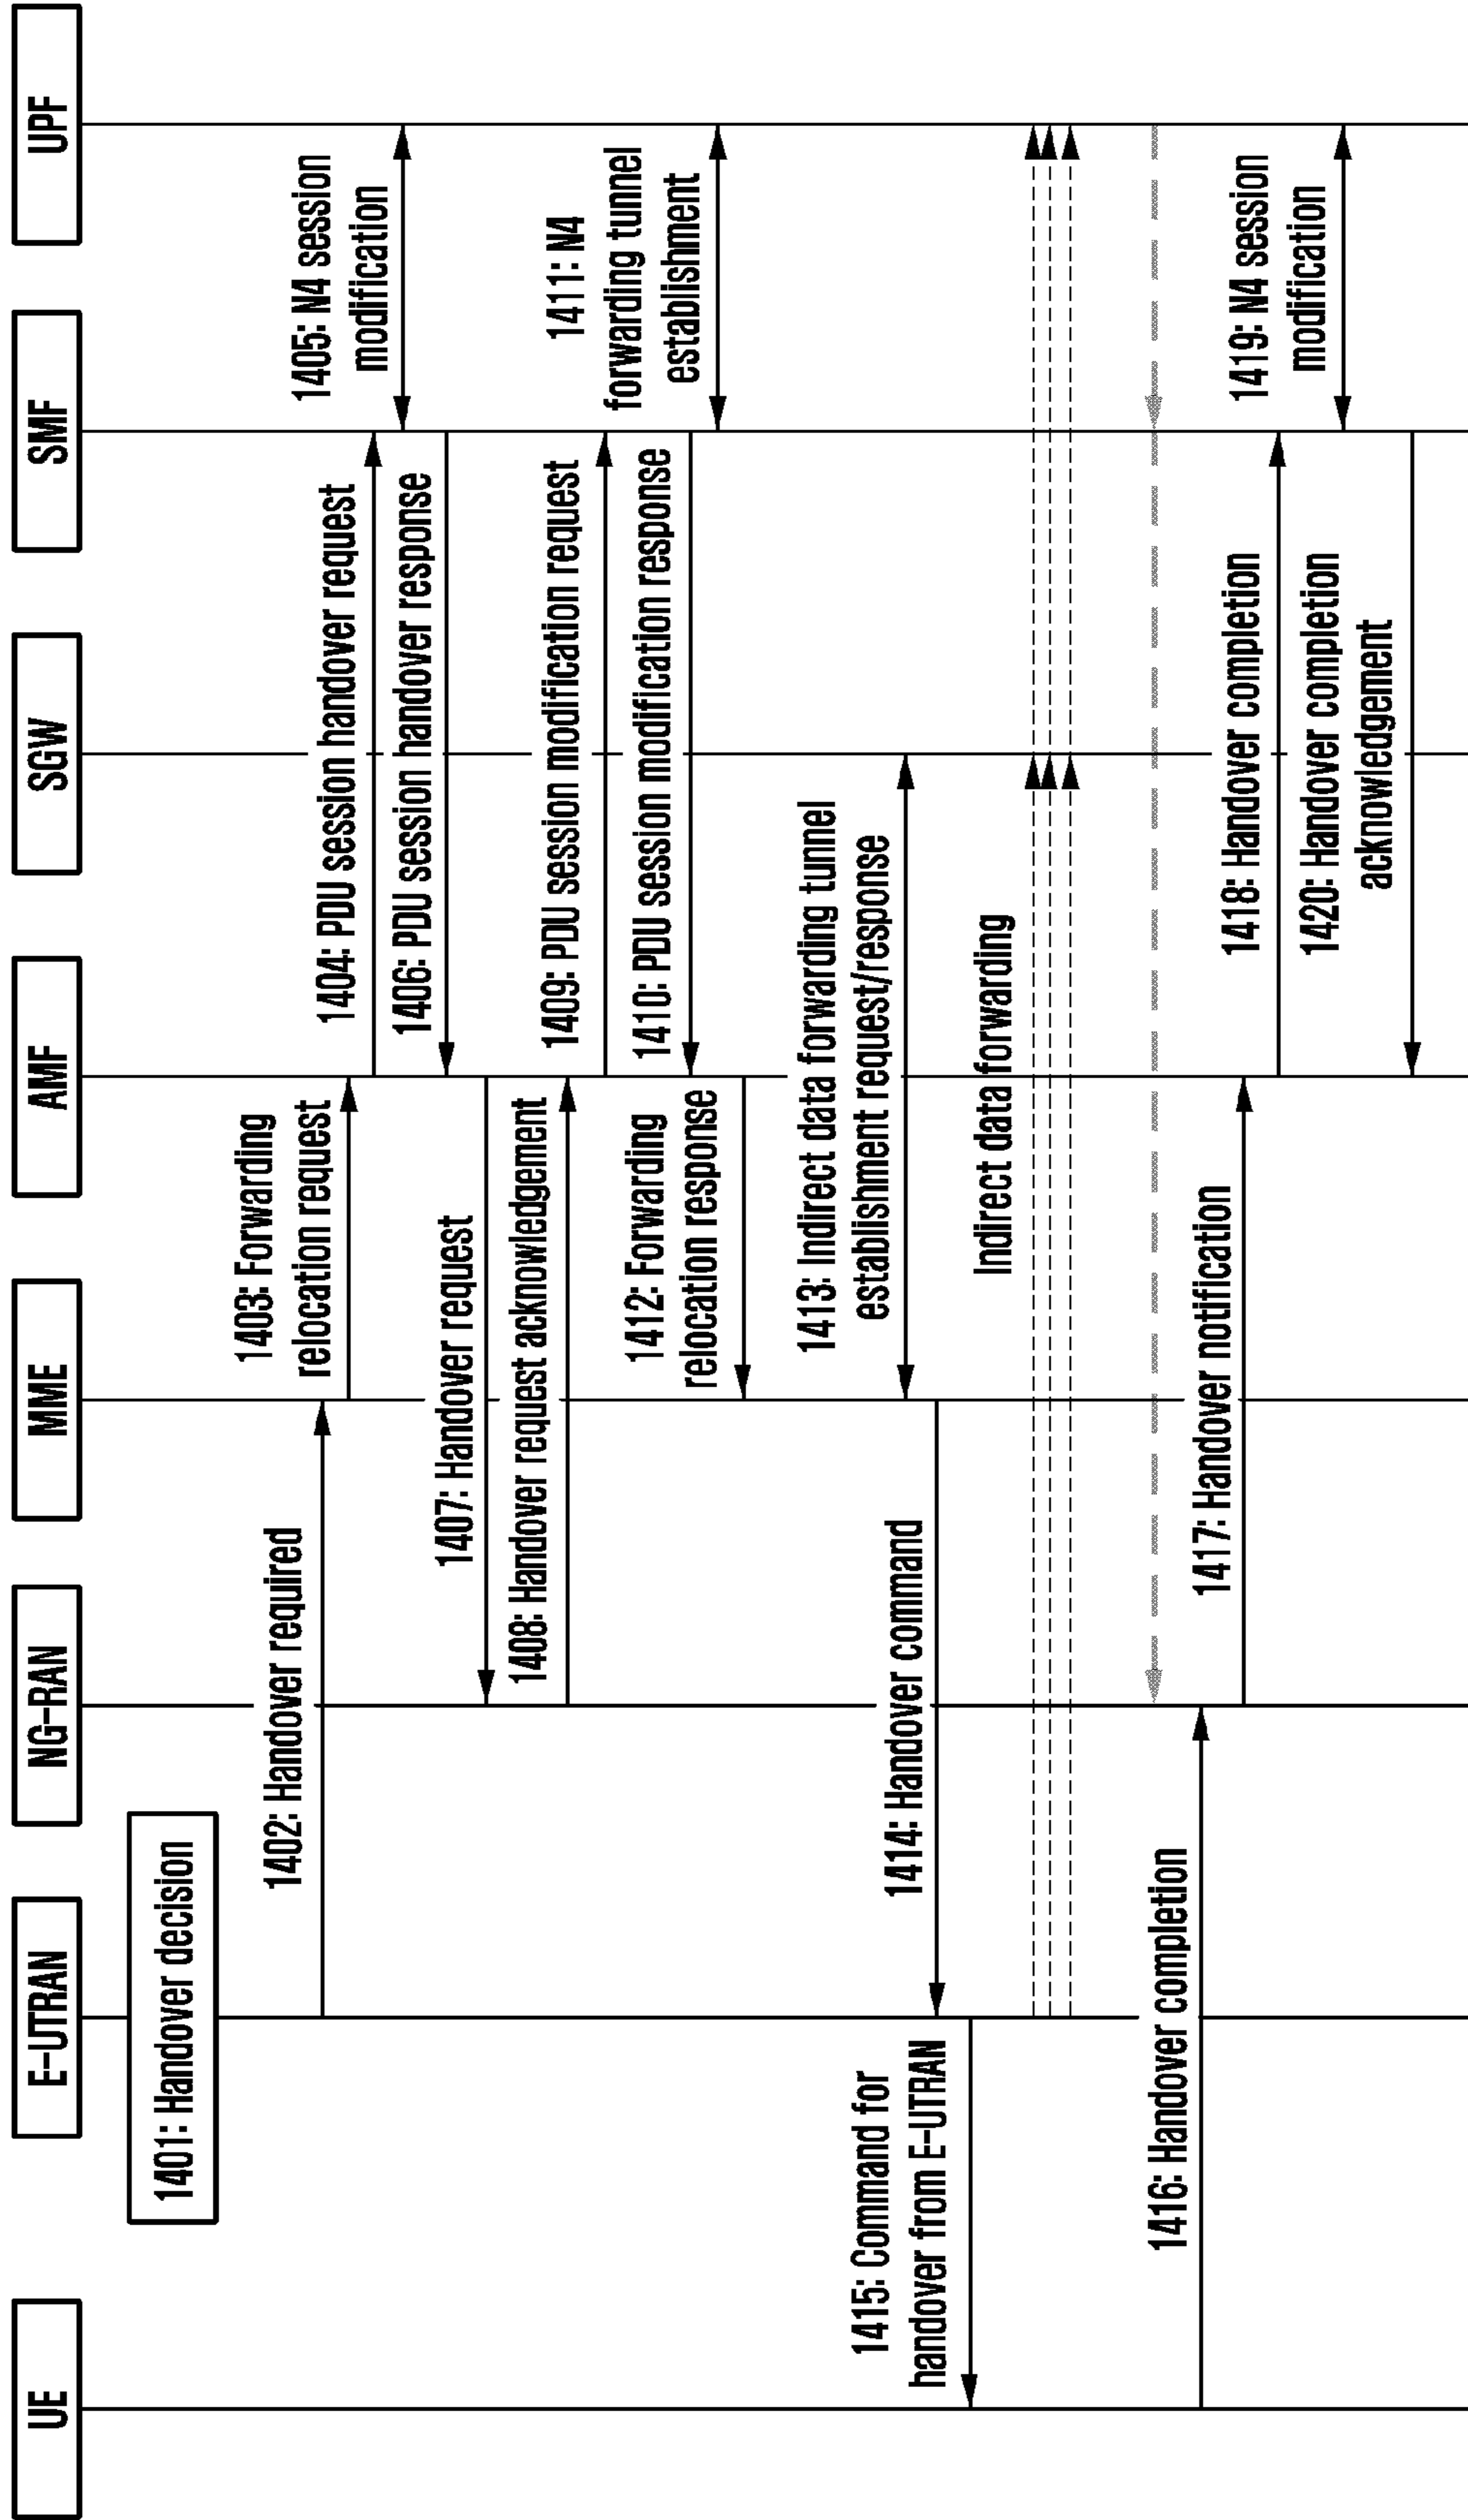 UE
E-UTRAN
NG-RAN
MME
AMF
SGW
SMF
UPF
1401: Handover decision
1402: Handover required
1403: Forwarding
relocation request
1404: PDU session handover request
1405: N4 session
modification
1406: PDU session handover response
1407: Handover request
1408: Handover request acknowledgement
1409: PDU session modification request
1410: PDU session modification response
1411: N4
forwarding tunnel
establishment
1412: Forwarding
relocation response
1413: Indirect data forwarding tunnel
establishment request/response
1414: Handover command
1415: Command for
handover from E-UTRAN
Indirect data forwarding
1416: Handover completion
1417: Handover notification
1418: Handover completion
1419: N4 session
modification
1420: Handover completion
acknowledgement